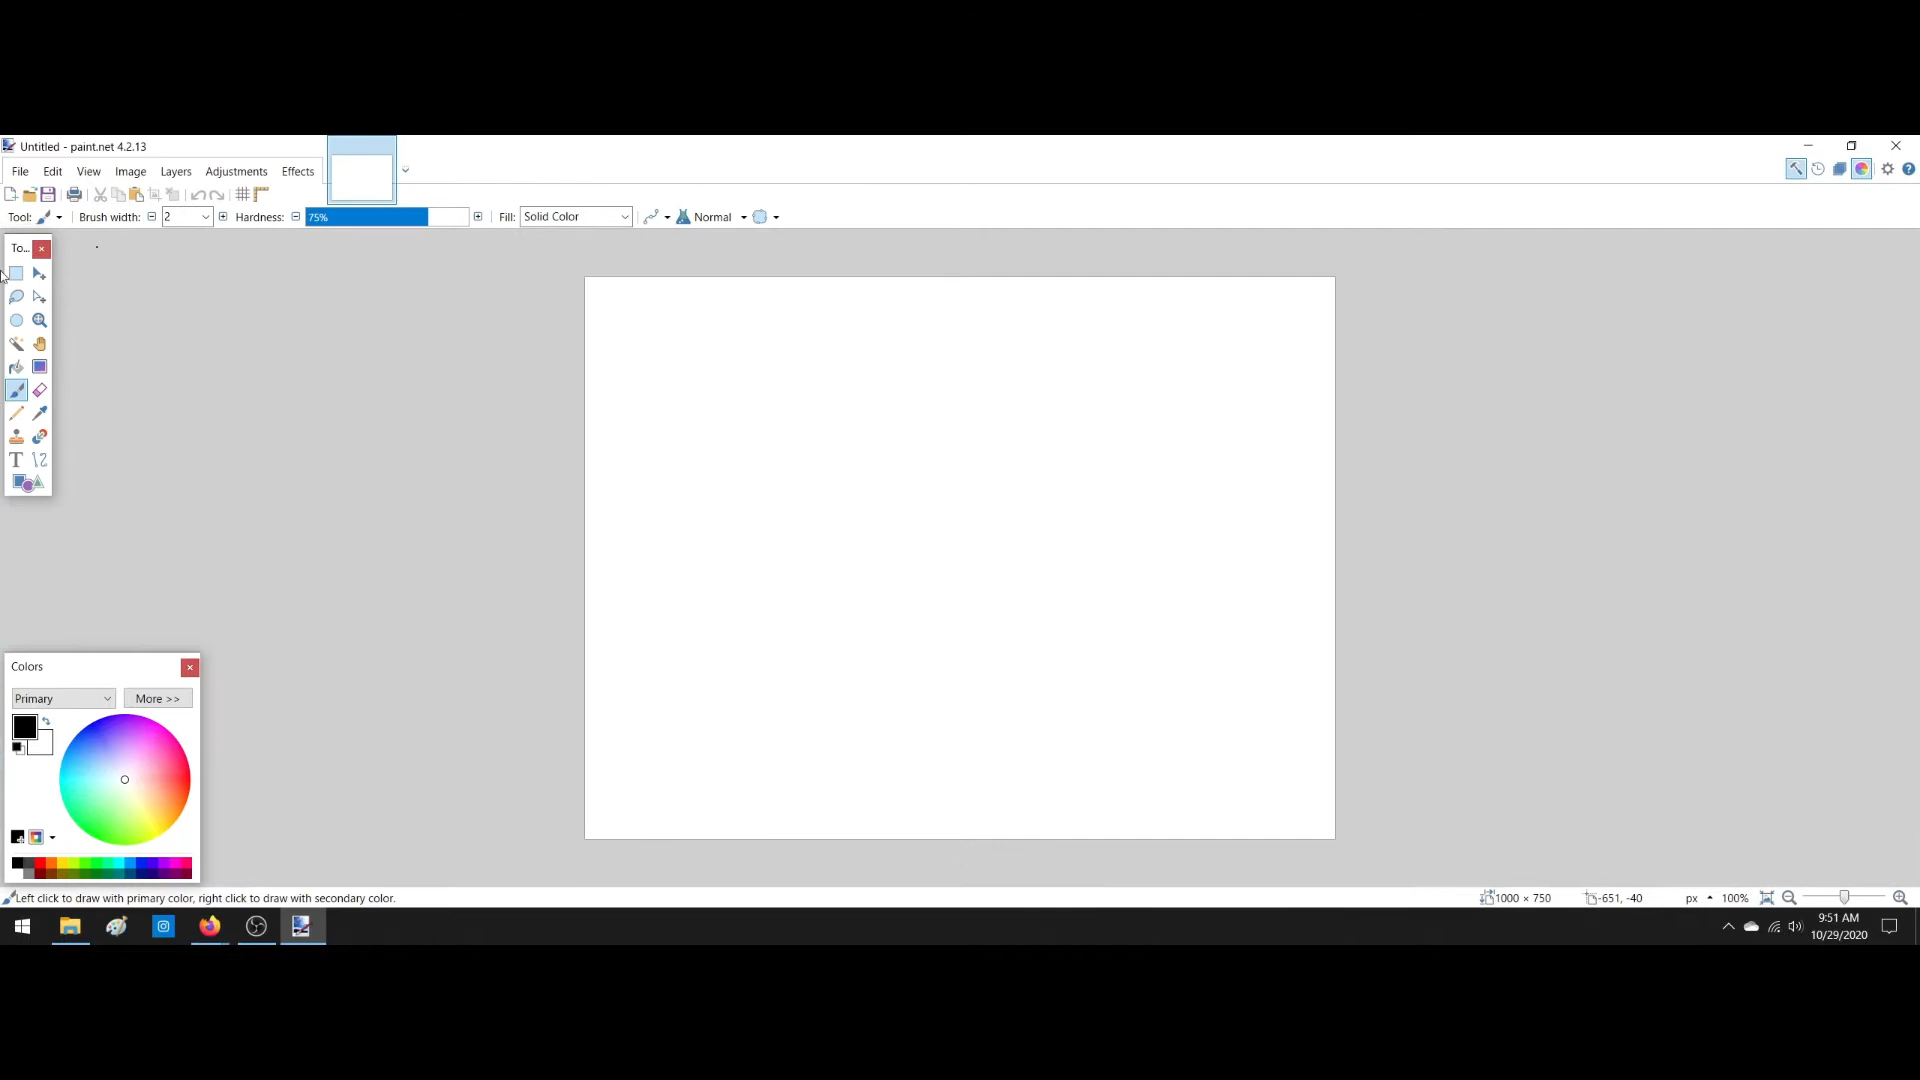 Untitled - paint.net 4.2.13
File Edit View Image Layers Adjustments Effects
Tool: Brush width: 2 Hardness: 75% Fill: Solid Color Normal
To...
Colors
Primary More >>
Left click to draw with primary color, right click to draw with secondary color. 1000 × 750 -651, -40 px 100%
9:51 AM
10/29/2020